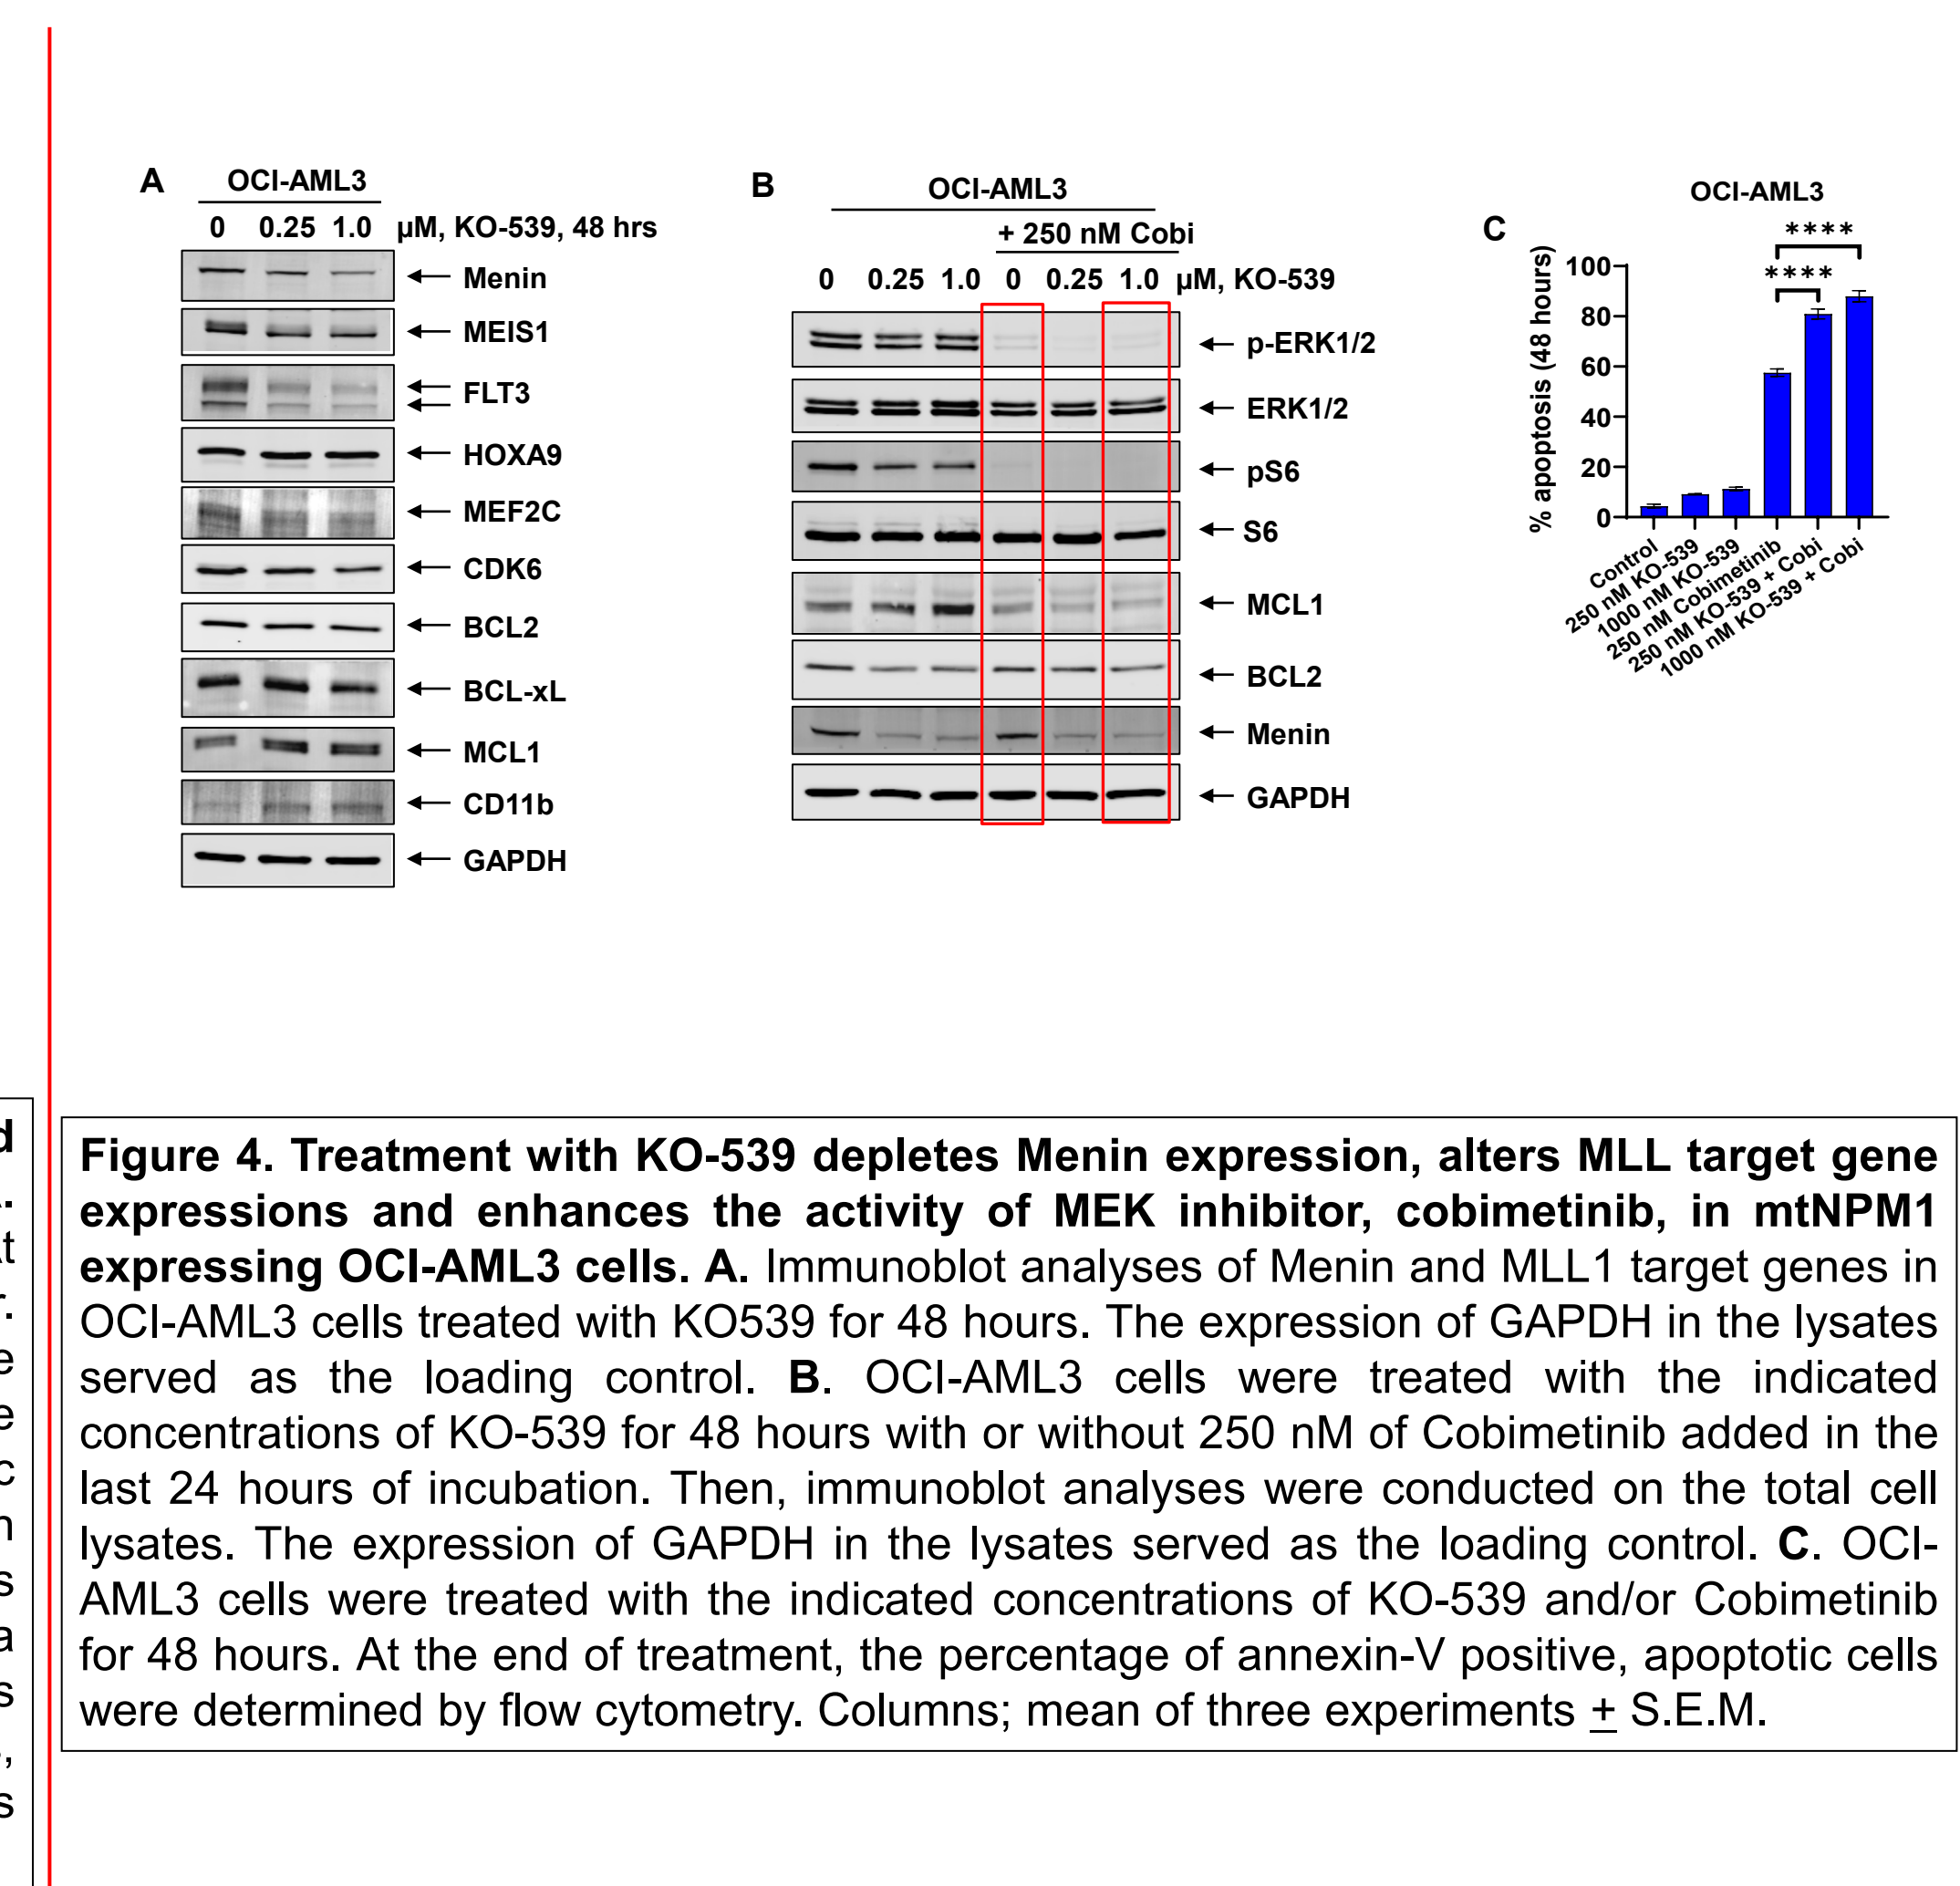 A
OCI-AML3
0 0.25 1.0 µM, KO-539, 48 hrs
Menin
MEIS1
FLT3
HOXA9
MEF2C
CDK6
BCL2
BCL-xL
MCL1
CD11b
GAPDH
B
OCI-AML3
+ 250 nM Cobi
0 0.25 1.0 0 0.25 1.0 µM, KO-539
p-ERK1/2
ERK1/2
pS6
S6
MCL1
BCL2
Menin
GAPDH
C
OCI-AML3
****
****
% apoptosis (48 hours)
100
80
60
40
20
0
Control
250 nM KO-539
1000 nM KO-539
250 nM Cobimetinib
250 nM KO-539 + Cobi
1000 nM KO-539 + Cobi
Figure 4. Treatment with KO-539 depletes Menin expression, alters MLL target gene
expressions and enhances the activity of MEK inhibitor, cobimetinib, in mtNPM1
expressing OCI-AML3 cells. A. Immunoblot analyses of Menin and MLL1 target genes in
OCI-AML3 cells treated with KO539 for 48 hours. The expression of GAPDH in the lysates
served as the loading control. B. OCI-AML3 cells were treated with the indicated
concentrations of KO-539 for 48 hours with or without 250 nM of Cobimetinib added in the
last 24 hours of incubation. Then, immunoblot analyses were conducted on the total cell
lysates. The expression of GAPDH in the lysates served as the loading control. C. OCI-
AML3 cells were treated with the indicated concentrations of KO-539 and/or Cobimetinib
for 48 hours. At the end of treatment, the percentage of annexin-V positive, apoptotic cells
were determined by flow cytometry. Columns; mean of three experiments ± S.E.M.